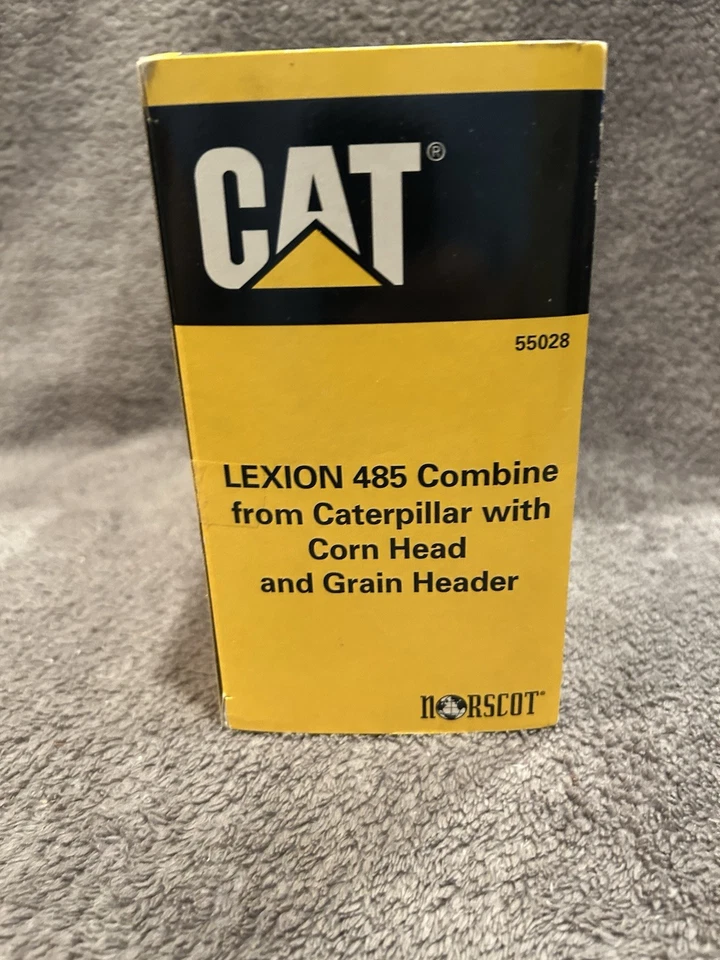 CAT®
55028
LEXION 485 Combine
from Caterpillar with
Corn Head
and Grain Header
NORSCOT®